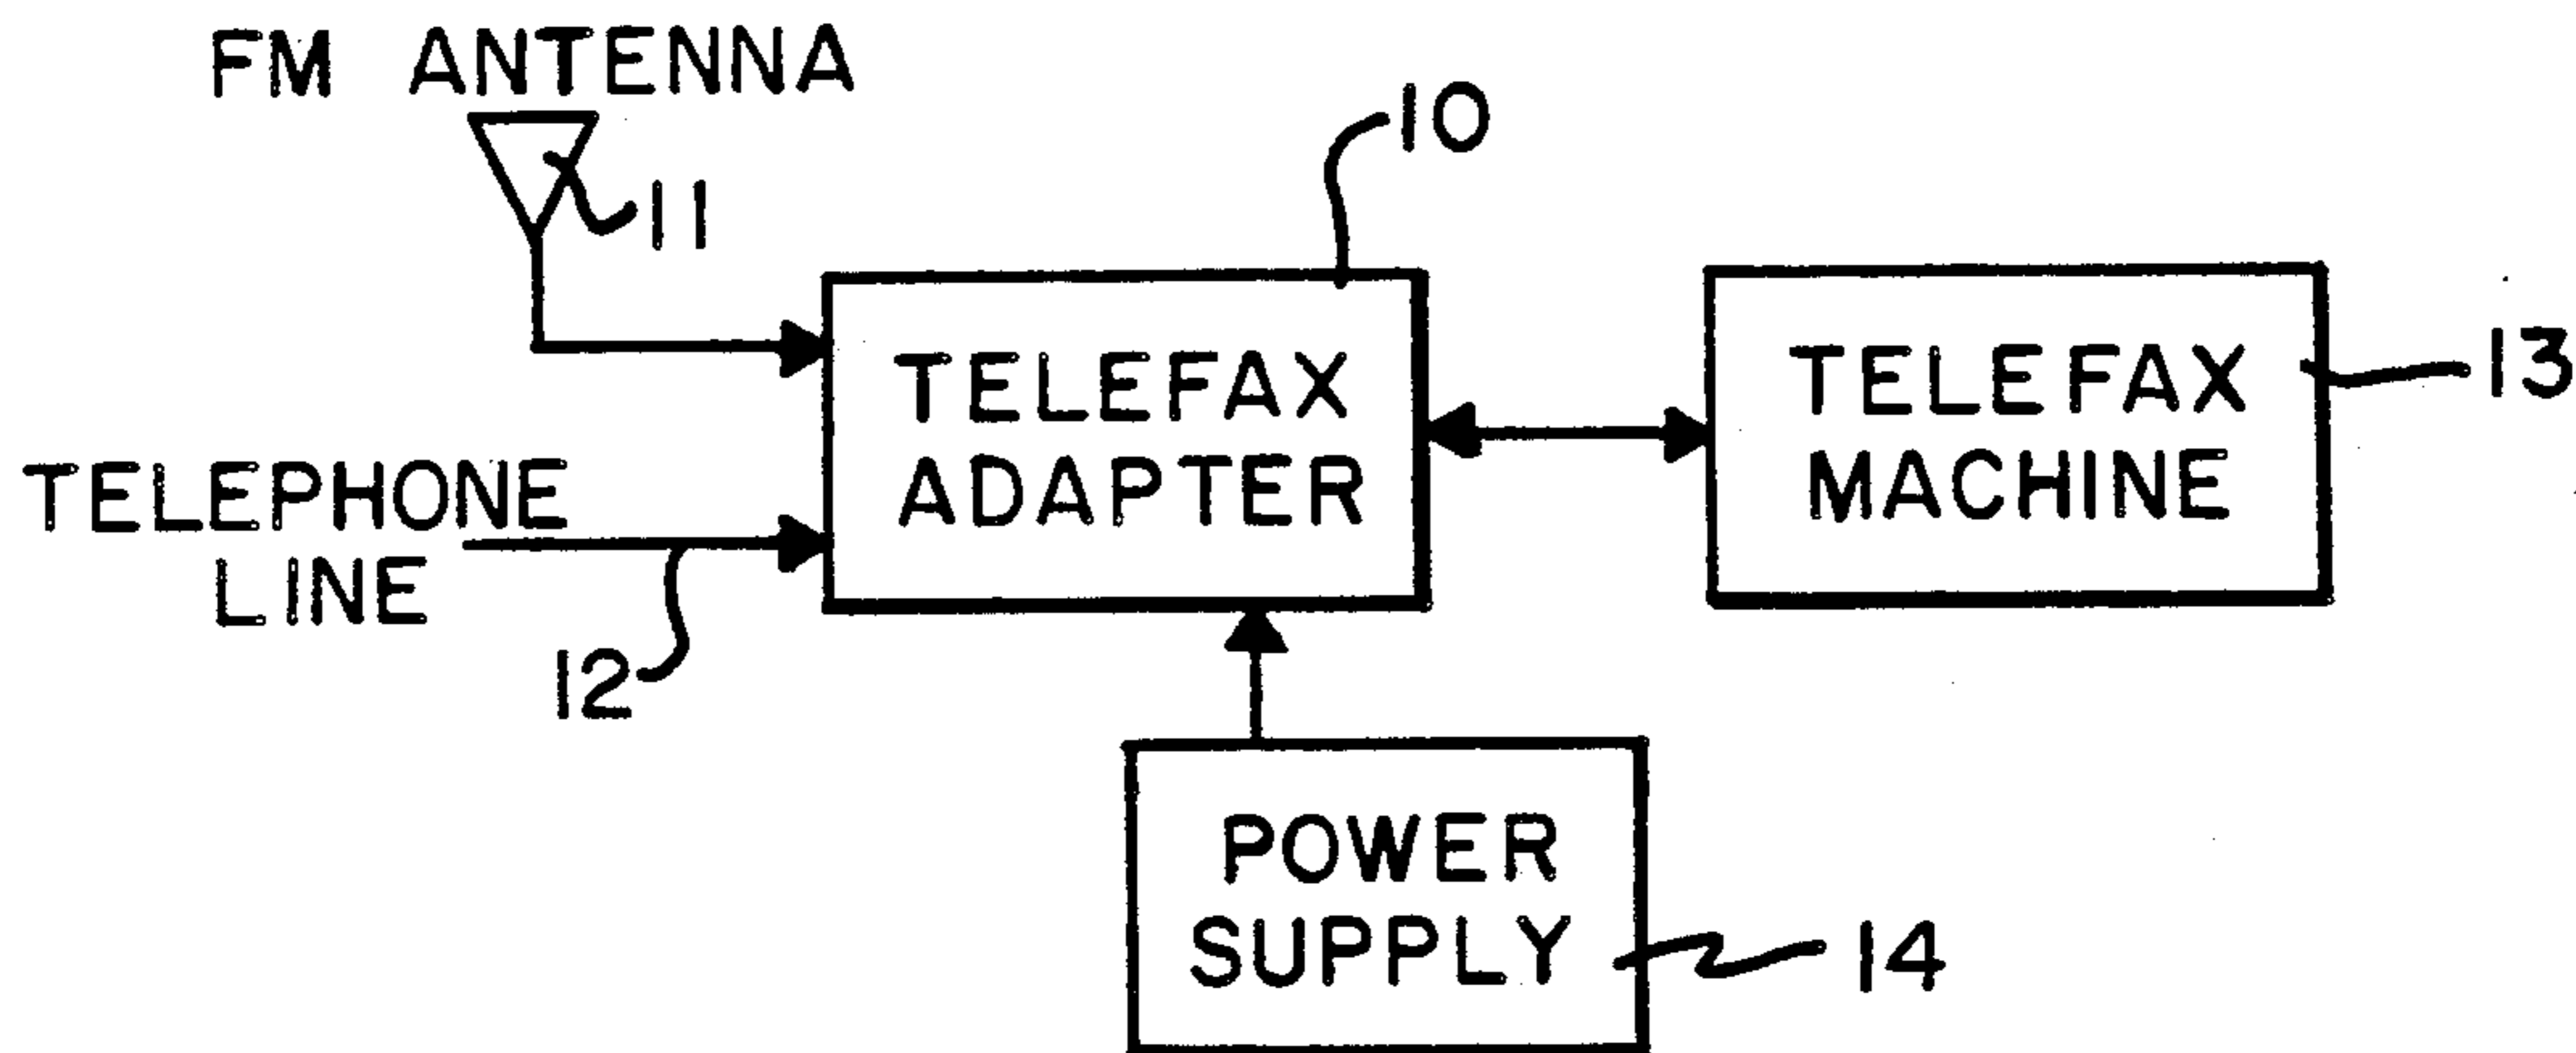 FM ANTENNA
10
11
TELEFAX
ADAPTER
TELEFAX
MACHINE
13
TELEPHONE
LINE
12
POWER
SUPPLY
14